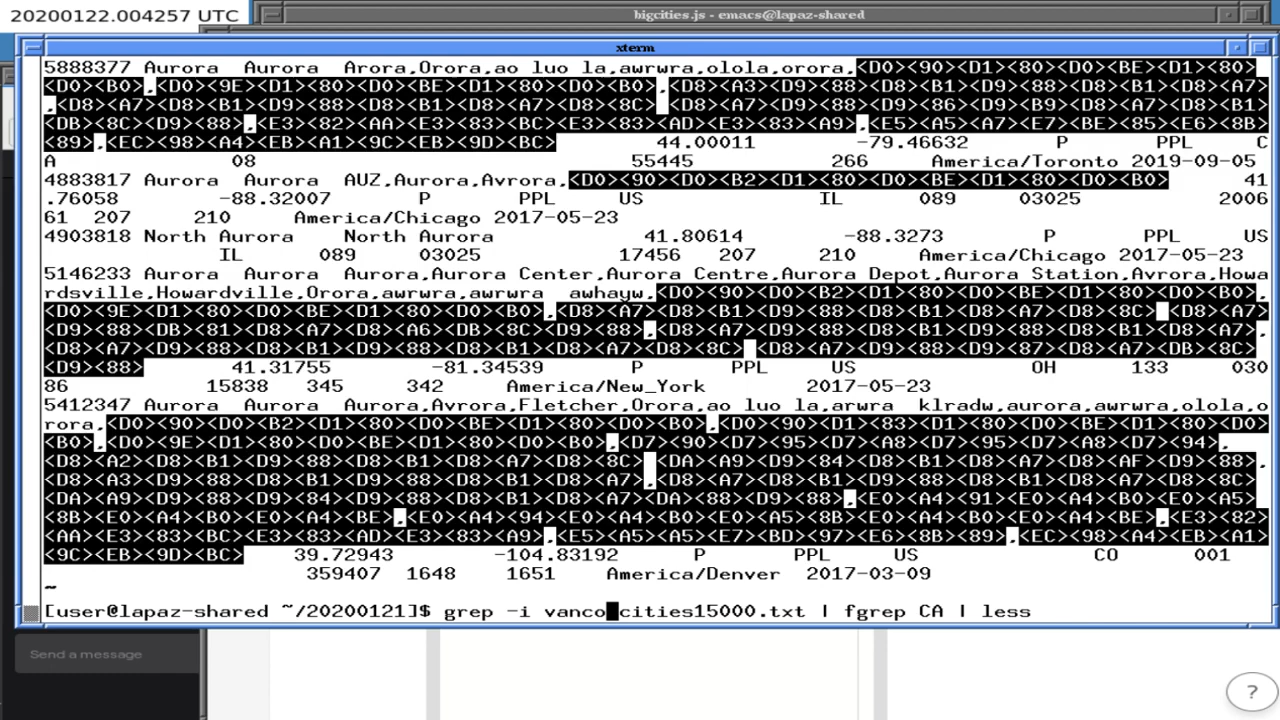 20200122.004257 UTC
bigcities.js - emacs@lapaz-shared
xterm
5888377 Aurora  Aurora  Arora,Orora,ao luo la,awrwra,olola,orora,<D0><90><D1><80><D0><BE><D1><80>
<D0><B0>,<D0><9E><D1><80><D0><BE><D1><80><D0><B0>,<D8><A3><D9><88><D8><B1><D9><88><D8><B1><D8><A7>
,<D8><A7><D8><B1><D9><88><D8><B1><D8><A7><D8><8C> <D8><A7><D9><88><D9><86><D8><B9><D8><A7><D8><B1>
<DB><8C><D9><88>,<E3><82><AA><E3><83><BC><E3><83><AD><E3><83><A9>,<E5><A5><A7><E7><BE><85><E6><8B>
<89>,<EC><98><A4><EB><A1><9C><EB><9D><BC>        44.00011        -79.46632       P       PPL     C
A               08                              55445           266     America/Toronto 2019-09-05
4883817 Aurora  Aurora  AUZ,Aurora,Avrora,<D0><90><D0><B2><D1><80><D0><BE><D1><80><D0><B0>      41
.76058      -88.32007       P       PPL     US              IL      089     03025           2006
61  207     210     America/Chicago 2017-05-23
4903818 North Aurora    North Aurora            41.80614        -88.3273        P       PPL     US
              IL      089     03025           17456   207     210     America/Chicago 2017-05-23
5146233 Aurora  Aurora  Aurora,Aurora Center,Aurora Centre,Aurora Depot,Aurora Station,Avrora,Howa
rdsville,Howardville,Orora,awrwra,awrwra  awhayw,<D0><90><D0><B2><D1><80><D0><BE><D1><80><D0><B0>,
<D0><9E><D1><80><D0><BE><D1><80><D0><B0>,<D8><A7><D8><B1><D9><88><D8><B1><D8><A7><D8><8C> <D8><A7>
<D9><88><DB><81><D8><A7><D8><A6><DB><8C><D9><88>,<D8><A7><D9><88><D8><B1><D9><88><D8><B1><D8><A7>,
<D8><A7><D9><88><D8><B1><D9><88><D8><B1><D8><A7><D8><8C> <D8><A7><D9><88><D9><87><D8><A7><DB><8C>
<D9><88>       41.31755        -81.34539       P       PPL     US              OH      133     030
86           15838   345     342     America/New_York        2017-05-23
5412347 Aurora  Aurora  Aurora,Avrora,Fletcher,Orora,ao luo la,arwra  klradw,aurora,awrwra,olola,o
rora,<D0><90><D0><B2><D1><80><D0><BE><D1><80><D0><B0>,<D0><90><D1><83><D1><80><D0><BE><D1><80><D0>
<B0>,<D0><9E><D1><80><D0><BE><D1><80><D0><B0>,<D7><90><D7><95><D7><A8><D7><95><D7><A8><D7><94>,
<D8><A2><D8><B1><D9><88><D8><B1><D8><A7><D8><8C> <DA><A9><D9><84><D8><B1><D8><A7><D8><AF><D9><88>,
<D8><A3><D9><88><D8><B1><D9><88><D8><B1><D8><A7>,<D8><A7><D8><B1><D9><88><D8><B1><D8><A7><D8><8C>
<DA><A9><D9><84><D9><88><D8><B1><D8><A7><DA><88><D9><88>,<E0><A4><91><E0><A4><B0><E0><A5>
<8B><E0><A4><B0><E0><A4><BE>,<E0><A4><94><E0><A4><B0><E0><A5><8B><E0><A4><B0><E0><A4><BE>,<E3><82>
<AA><E3><83><BC><E3><83><AD><E3><83><A9>,<E5><A5><A5><E7><BD><97><E6><8B><89>,<EC><98><A4><EB><A1>
<9C><EB><9D><BC>    39.72943        -104.83192      P       PPL     US              CO      001
                     359407  1648    1651    America/Denver  2017-03-09
~
[user@lapaz-shared ~/20200121]$ grep -i vanco cities15000.txt | fgrep CA | less
Send a message
?